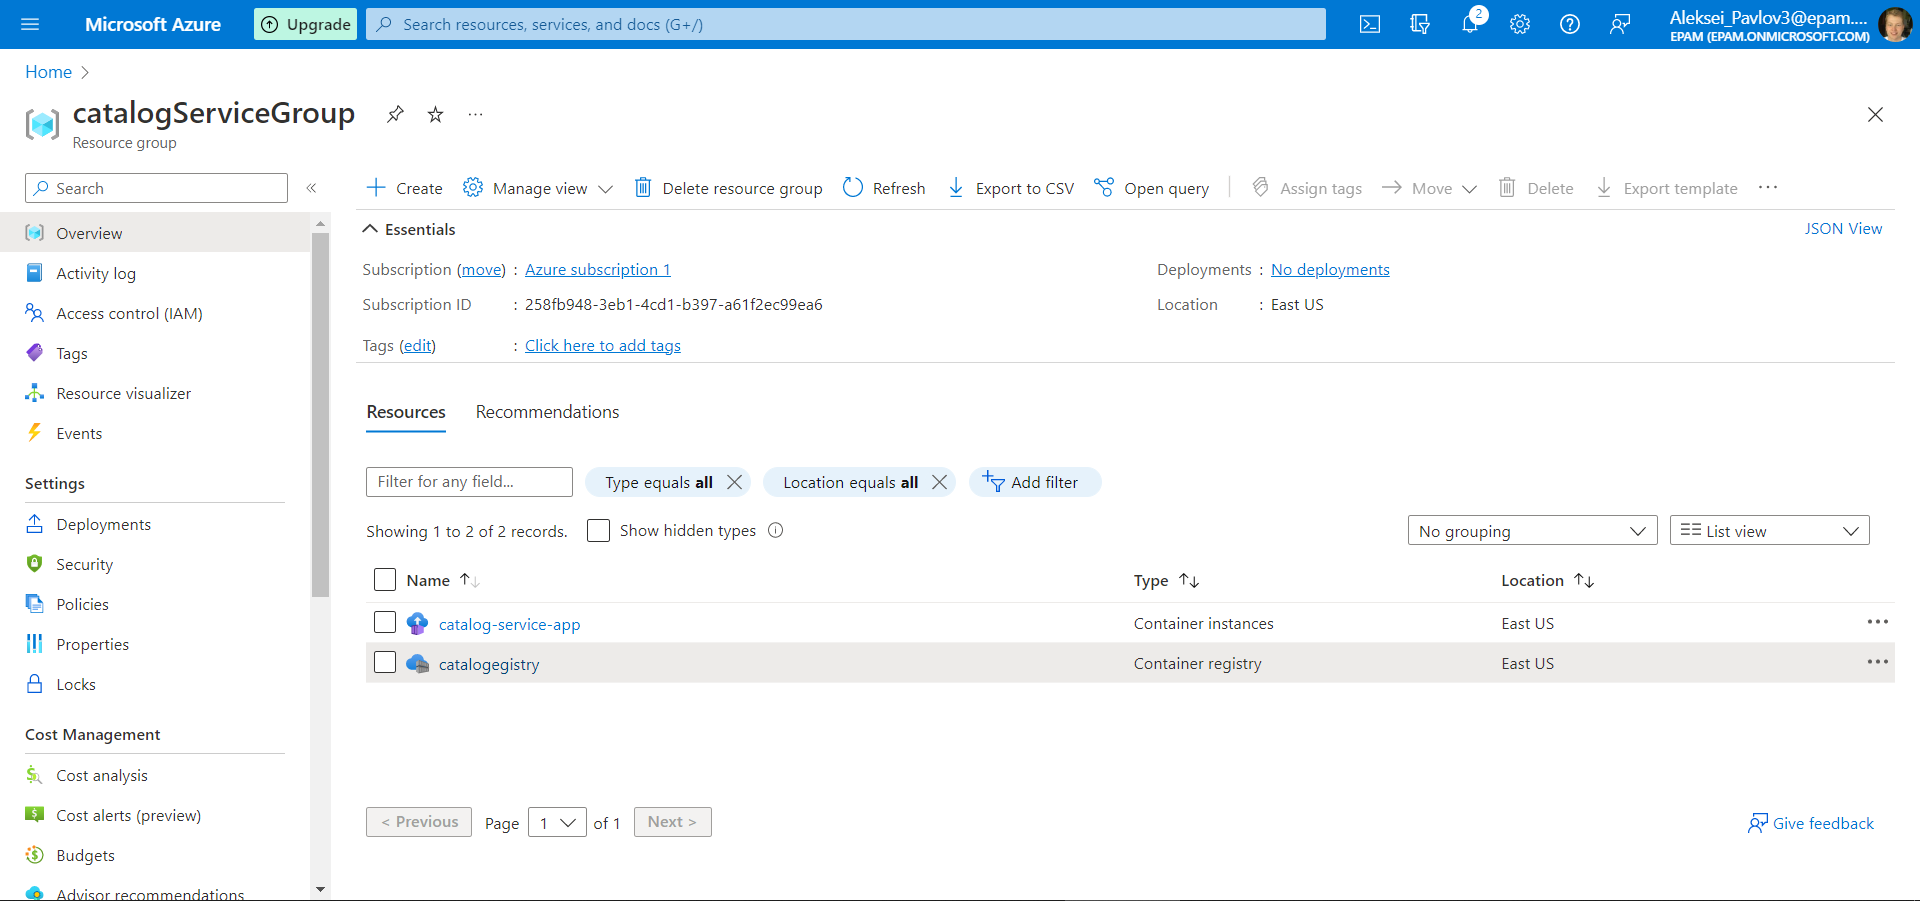 Microsoft Azure
Upgrade
Search resources, services, and docs (G+/)
2
Aleksei_Pavlov3@epam....
EPAM (EPAM.ONMICROSOFT.COM)
Home
catalogServiceGroup
Resource group
Search
«
Create
Manage view
Delete resource group
Refresh
Export to CSV
Open query
Assign tags
Move
Delete
Export template
Overview
Activity log
Access control (IAM)
Tags
Resource visualizer
Events
Settings
Deployments
Security
Policies
Properties
Locks
Cost Management
Cost analysis
Cost alerts (preview)
Budgets
Advisor recommendations
Essentials
JSON View
Subscription (move) : Azure subscription 1
Deployments : No deployments
Subscription ID : 258fb948-3eb1-4cd1-b397-a61f2ec99ea6
Location : East US
Tags (edit) : Click here to add tags
Resources
Recommendations
Filter for any field...
Type equals all
Location equals all
Add filter
Showing 1 to 2 of 2 records.
Show hidden types
No grouping
List view
Name
Type
Location
catalog-service-app
Container instances
East US
catalogegistry
Container registry
East US
< Previous
Page 1 of 1
Next >
Give feedback